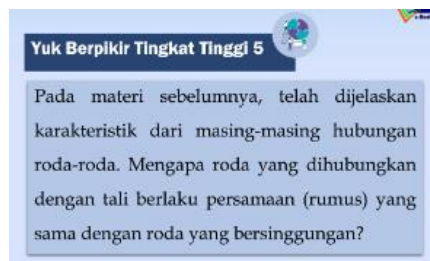 Yuk Berpikir Tingkat Tinggi 5
Pada materi sebelumnya, telah dijelaskan
karakteristik dari masing-masing hubungan
roda-roda. Mengapa roda yang dihubungkan
dengan tali berlaku persamaan (rumus) yang
sama dengan roda yang bersinggungan?